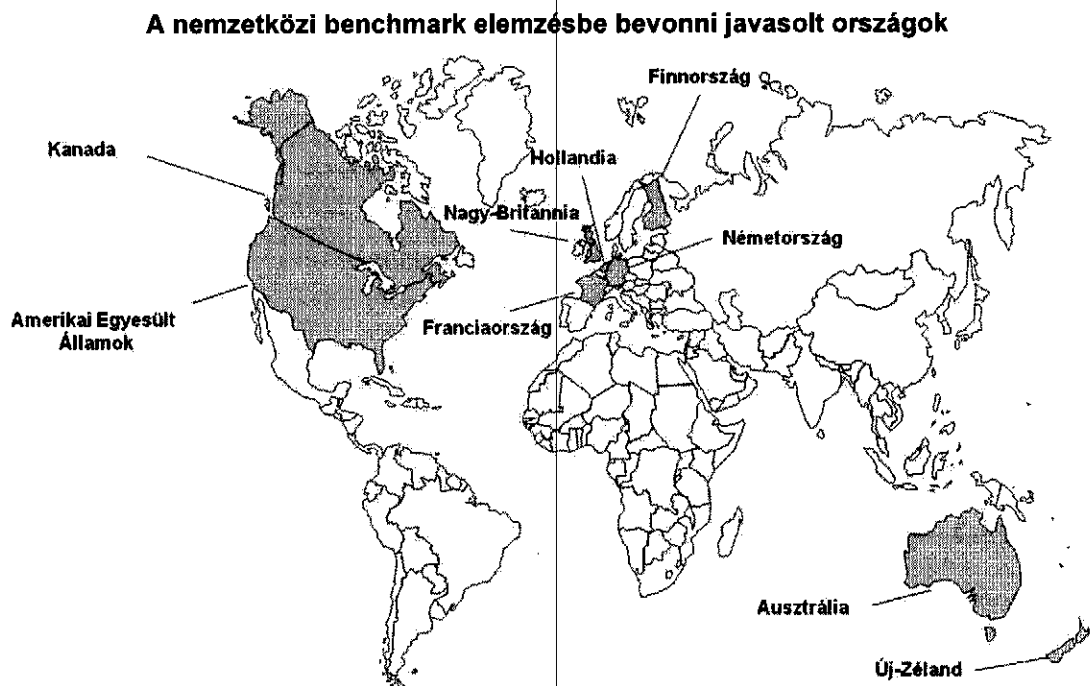 A nemzetközi benchmark elemzésbe bevonni javasolt országok
Finnország
Kanada
Hollandia
Nagy-Britannia
Németország
Amerikai Egyesült
Államok
Franciaország
Ausztrália
Új-Zéland